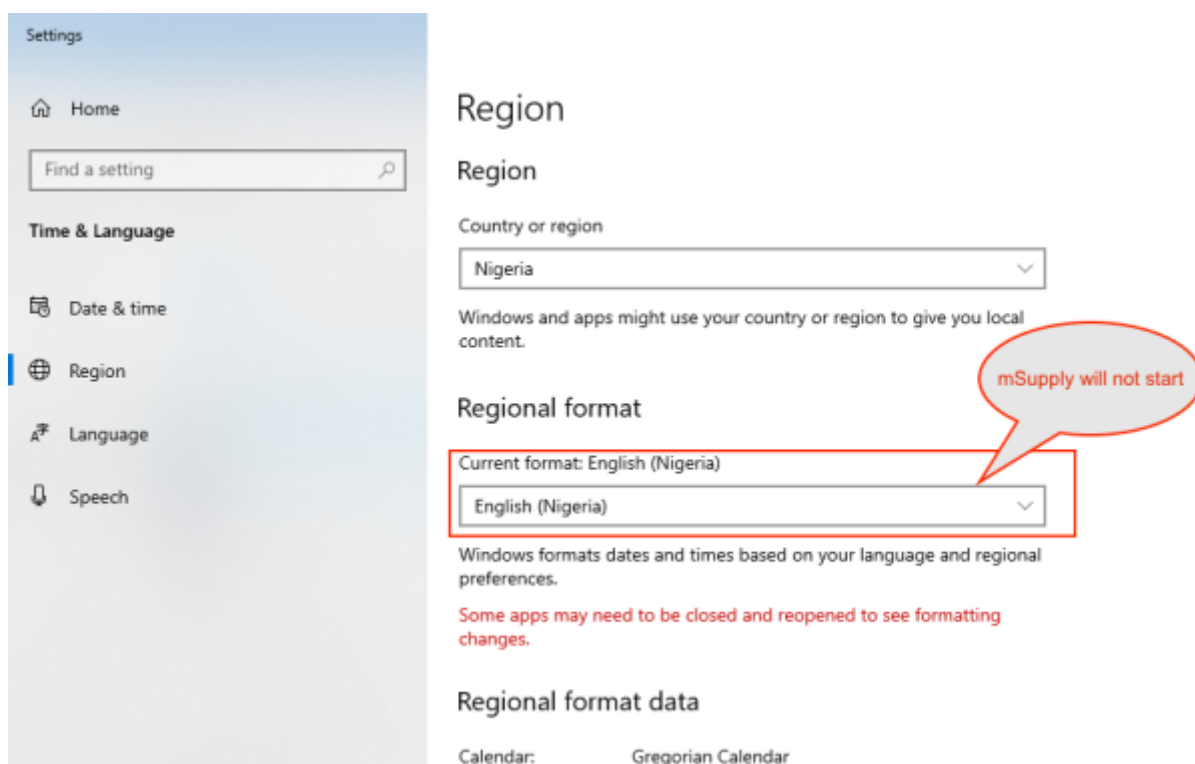 Settings
Home
Find a setting
Time & Language
Date & time
Region
Language
Speech
Region
Region
Country or region
Nigeria
Windows and apps might use your country or region to give you local
content.
Regional format
mSupply will not start
Current format: English (Nigeria)
English (Nigeria)
Windows formats dates and times based on your language and regional
preferences.
Some apps may need to be closed and reopened to see formatting
changes.
Regional format data
Calendar: Gregorian Calendar